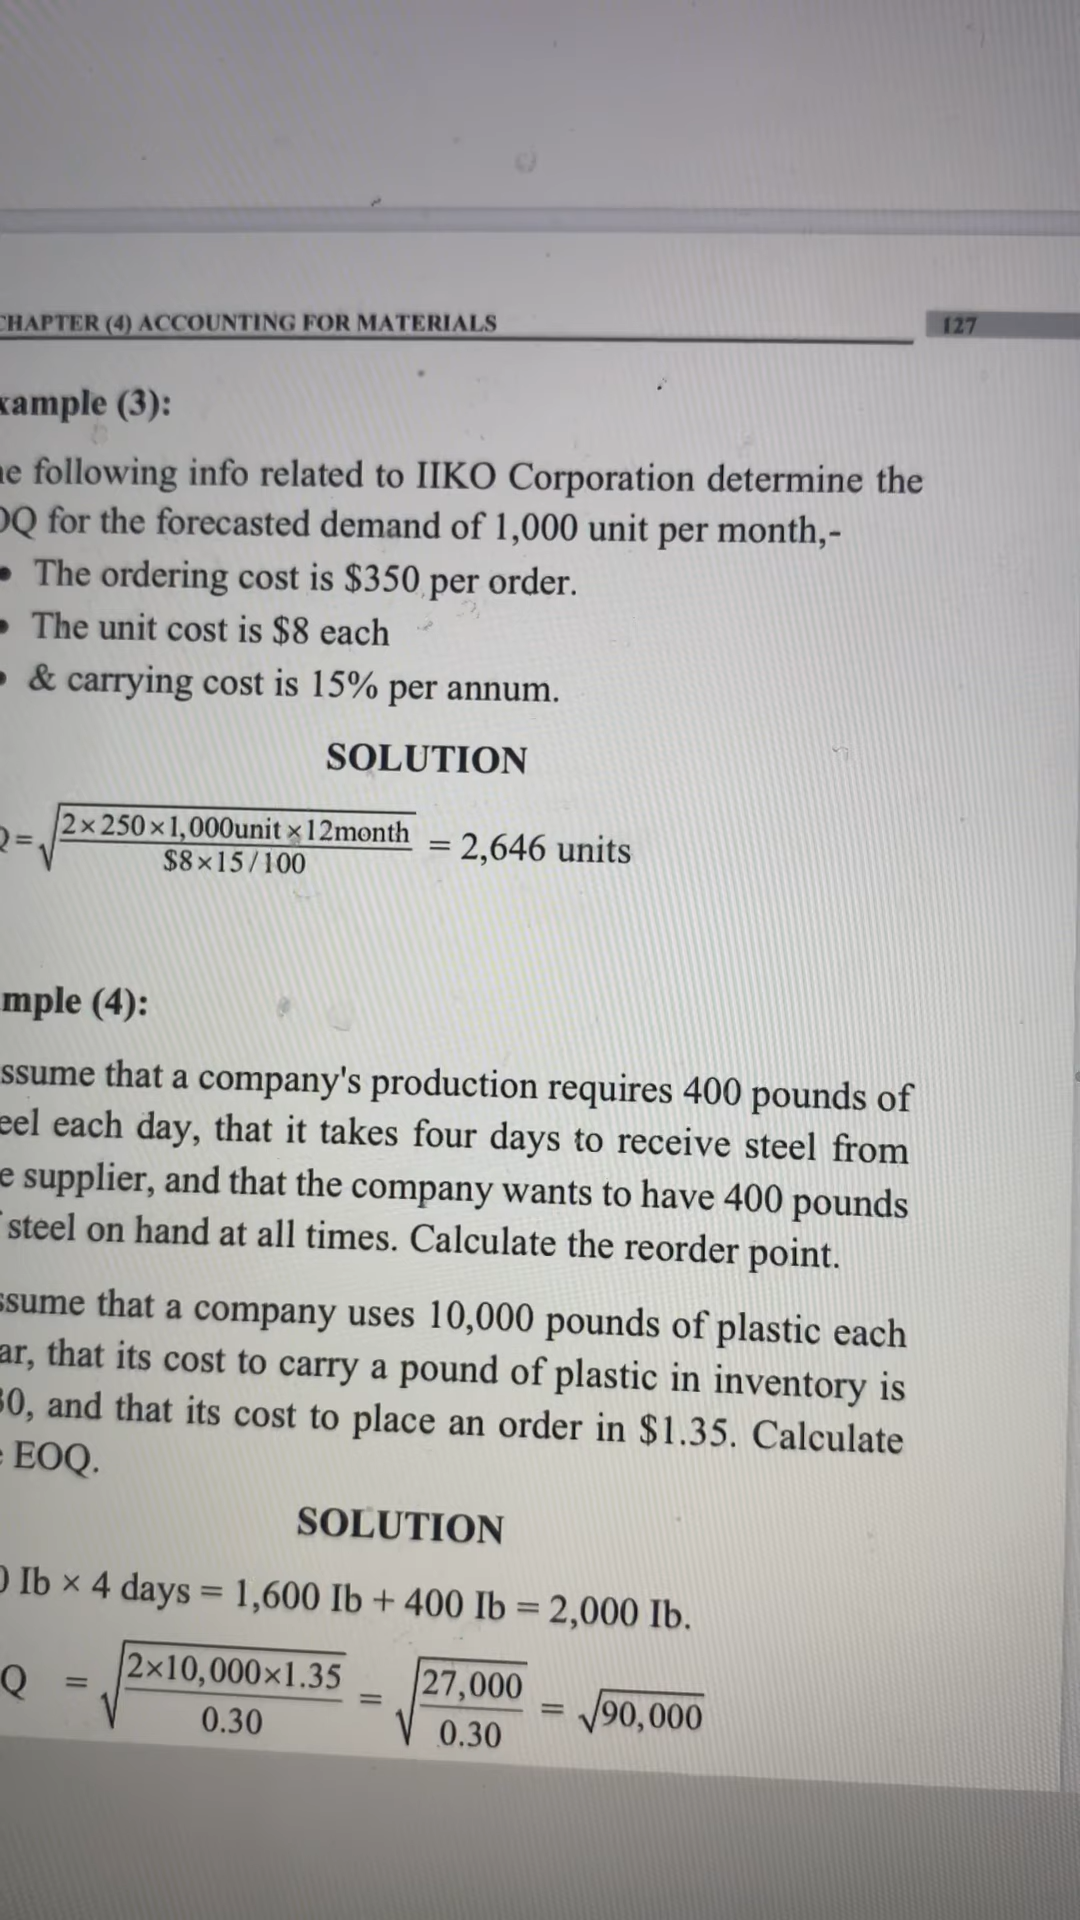 CHAPTER (4) ACCOUNTING FOR MATERIALS 127
xample (3):
he following info related to IIKO Corporation determine the
OQ for the forecasted demand of 1,000 unit per month,-
• The ordering cost is $350 per order.
• The unit cost is $8 each
• & carrying cost is 15% per annum.
SOLUTION
Q= √(2×250×1,000unit×12month / $8×15/100) = 2,646 units
mple (4):
ssume that a company's production requires 400 pounds of
eel each day, that it takes four days to receive steel from
e supplier, and that the company wants to have 400 pounds
steel on hand at all times. Calculate the reorder point.
ssume that a company uses 10,000 pounds of plastic each
ar, that its cost to carry a pound of plastic in inventory is
30, and that its cost to place an order in $1.35. Calculate
EOQ.
SOLUTION
0 Ib × 4 days = 1,600 Ib + 400 Ib = 2,000 Ib.
Q = √(2×10,000×1.35 / 0.30) = √(27,000 / 0.30) = √90,000